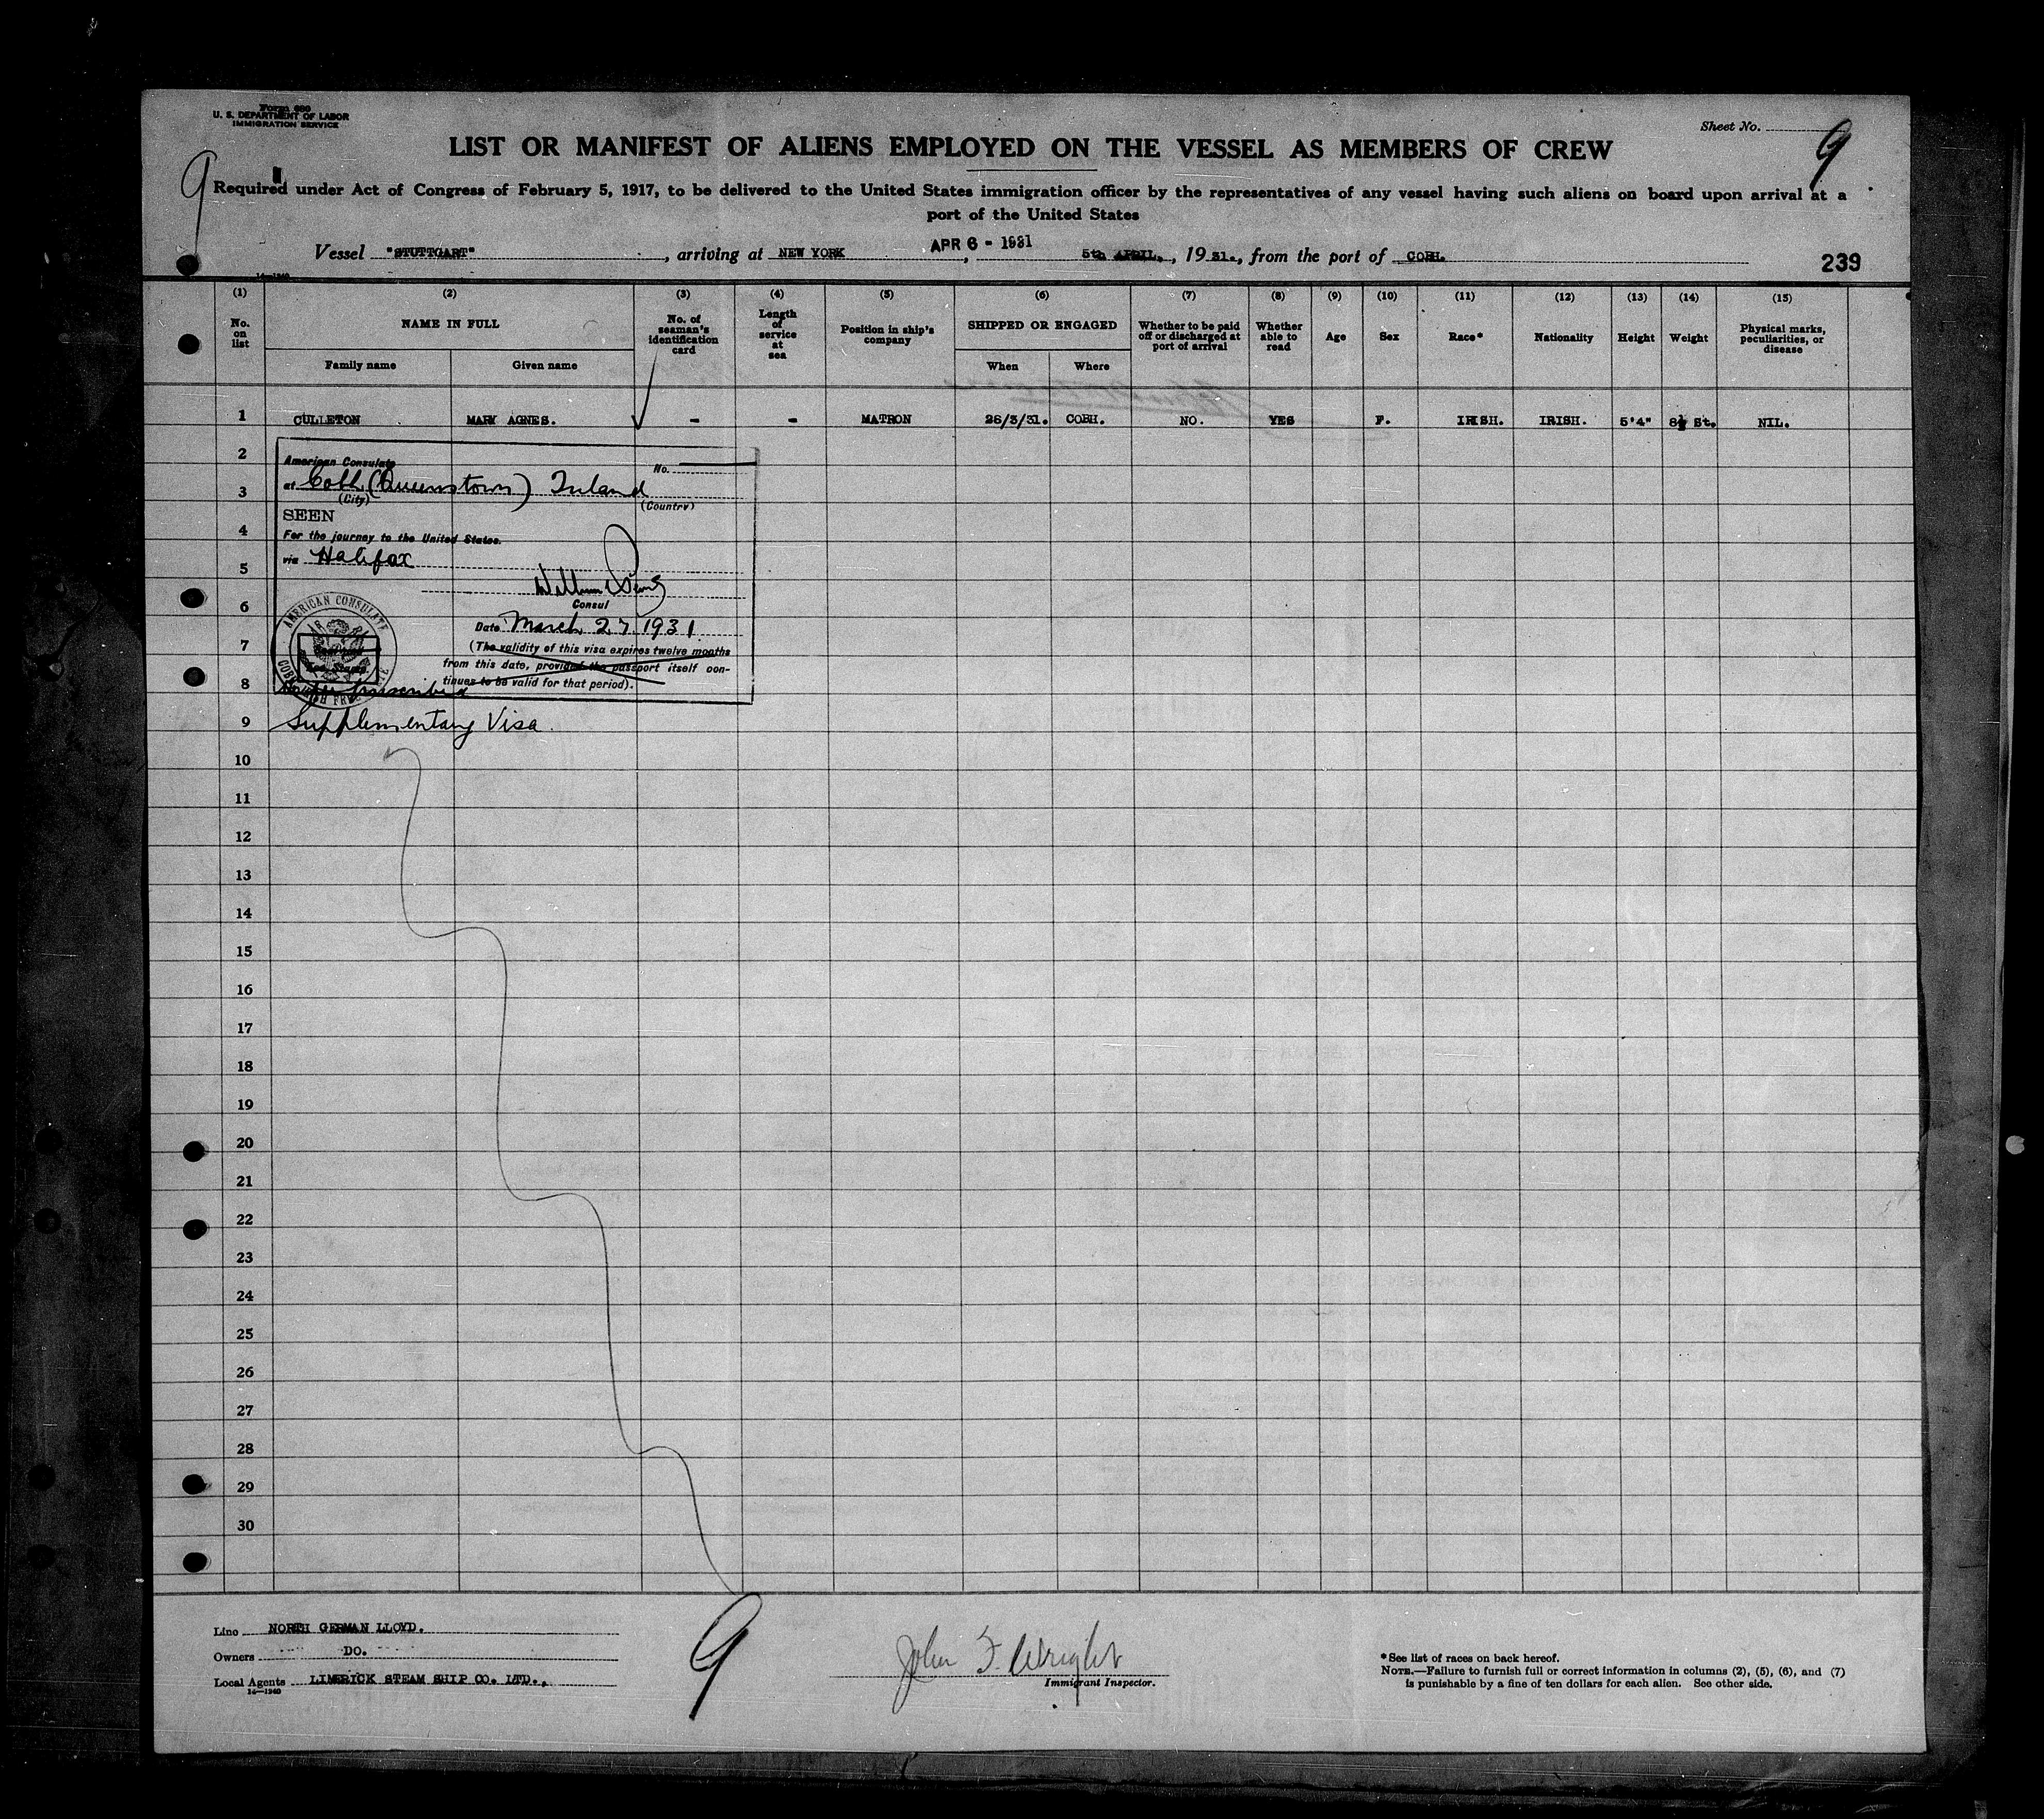 Form 680
U. S. DEPARTMENT OF LABOR
IMMIGRATION SERVICE
Sheet No. 9
9
LIST OR MANIFEST OF ALIENS EMPLOYED ON THE VESSEL AS MEMBERS OF CREW
Required under Act of Congress of February 5, 1917, to be delivered to the United States immigration officer by the representatives of any vessel having such aliens on board upon arrival at a
port of the United States
APR 6 - 1931
Vessel "STUTTGART", arriving at NEW YORK, 5th APRIL, 1931., from the port of COBH.
239
14-1240
(1) (2) (3) (4) (5) (6) (7) (8) (9) (10) (11) (12) (13) (14) (15)
No. on list
NAME IN FULL
Family name Given name
No. of seaman's identification card
Length of service at sea
Position in ship's company
SHIPPED OR ENGAGED
When Where
Whether to be paid off or discharged at port of arrival
Whether able to read
Age
Sex
Race*
Nationality
Height
Weight
Physical marks, peculiarities, or disease
1 CULLETON MARY AGNES. - - MATRON 26/3/31. COBH. NO. YES F. IRISH. IRISH. 5'4" 8½ St. NIL.
2
3
4
5
6
7
8
9
10
11
12
13
14
15
16
17
18
19
20
21
22
23
24
25
26
27
28
29
30
American Consulate No.
at Cobh (Queenstown) Ireland
(City) (Country)
SEEN
For the journey to the United States.
via Halifax
Consul
Date March 27, 1931
(The validity of this visa expires twelve months
from this date, provided the passport itself con-
tinues to be valid for that period).
AMERICAN CONSULATE
Supplementary Visa.
Line NORTH GERMAN LLOYD.
Owners DO.
Local Agents LIMERICK STEAM SHIP CO. LTD.,
14-1240
9
John F. Wright
Immigrant Inspector.
*See list of races on back hereof.
NOTE.—Failure to furnish full or correct information in columns (2), (5), (6), and (7)
is punishable by a fine of ten dollars for each alien. See other side.